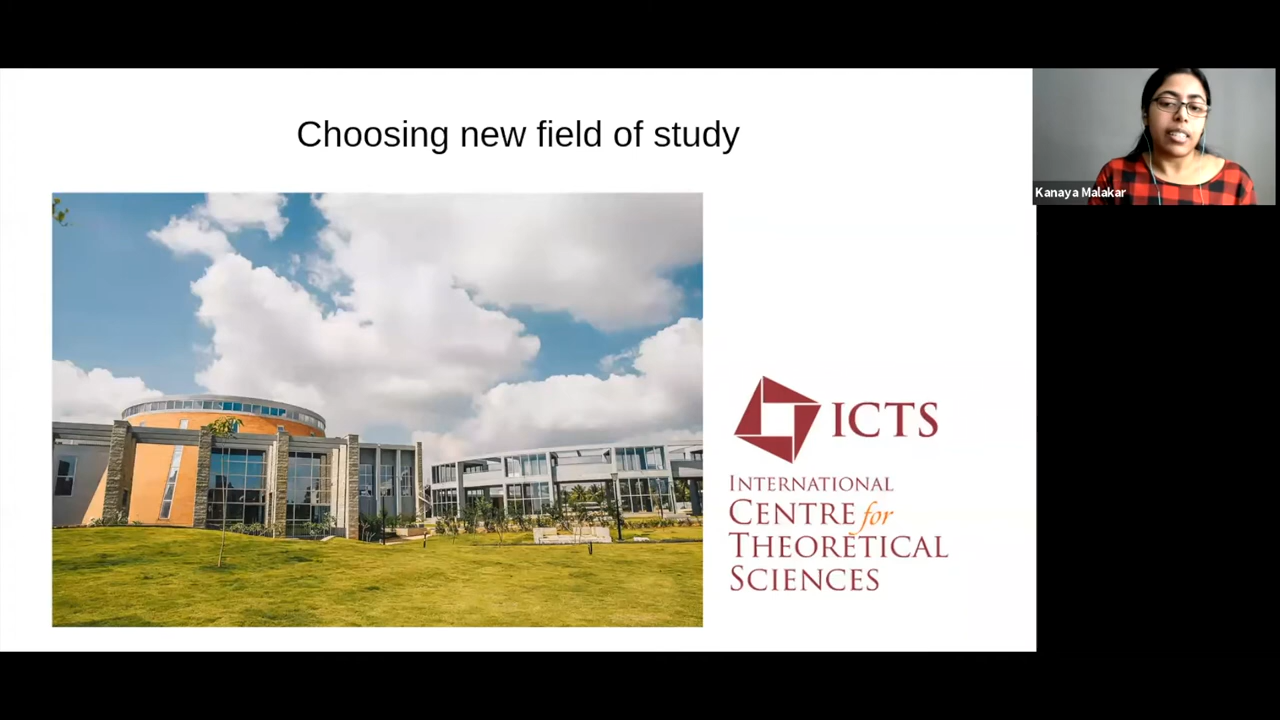 Choosing new field of study
Kanaya Malakar
ICTS
INTERNATIONAL
CENTRE for
THEORETICAL
SCIENCES